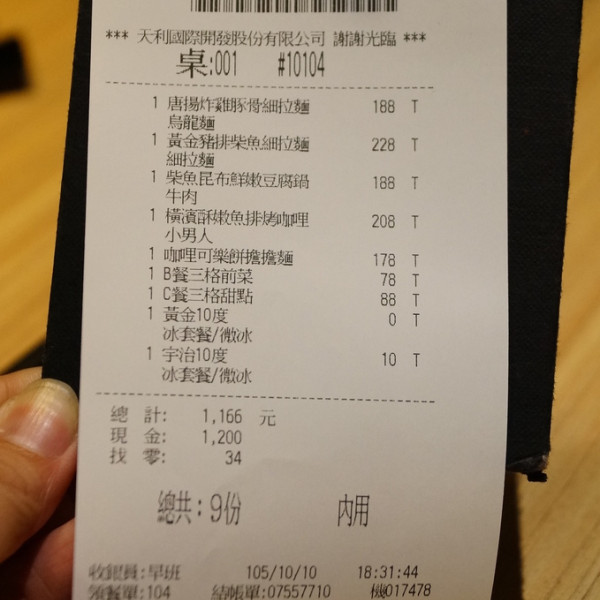 *** 天利國際開發股份有限公司 謝謝光臨 ***
桌:001 #10104
1 唐揚炸雞豚骨細拉麵 188 T
烏龍麵
1 黃金豬排柴魚細拉麵 228 T
細拉麵
1 柴魚昆布鮮嫩豆腐鍋 188 T
牛肉
1 橫濱酥嫩魚排烤咖哩 208 T
小男人
1 咖哩可樂餅擔擔麵 178 T
1 B餐三格前菜 78 T
1 C餐三格甜點 88 T
1 黃金10度 0 T
冰套餐/微冰
1 宇治10度 10 T
冰套餐/微冰
總 計: 1,166 元
現 金: 1,200
找 零: 34
總共:9份 內用
收銀員:早班 105/10/10 18:31:44
領餐單:104 結帳單:07557710 機017478